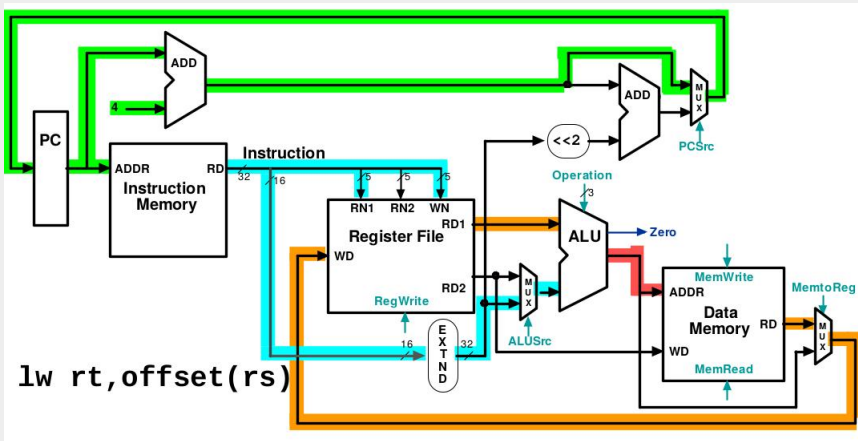 ADD
4
PC
ADD
M
U
X
<<2
PCSrc
Instruction
ADDR
RD
32
16
5
5
5
Instruction
Memory
RN1
RN2
WN
Operation
3
RD1
Register File
WD
RD2
RegWrite
ALU
Zero
M
U
X
ALUSrc
MemWrite
ADDR
Data
Memory
RD
WD
MemRead
MemtoReg
M
U
X
16
E
X
T
N
D
32
lw rt,offset(rs)